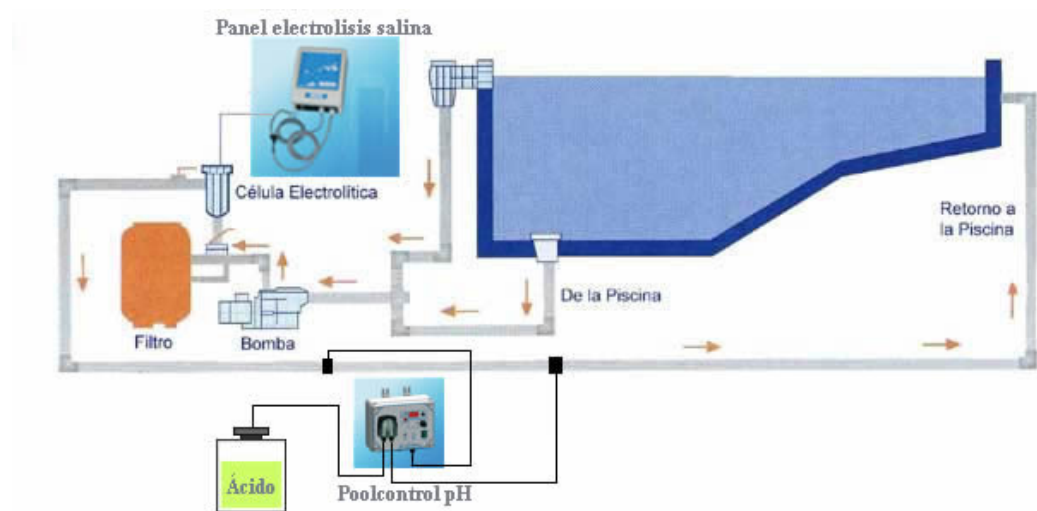 Panel electrolisis salina
Célula Electrolítica
Retorno a
la Piscina
De la Piscina
Filtro
Bomba
Ácido
Poolcontrol pH